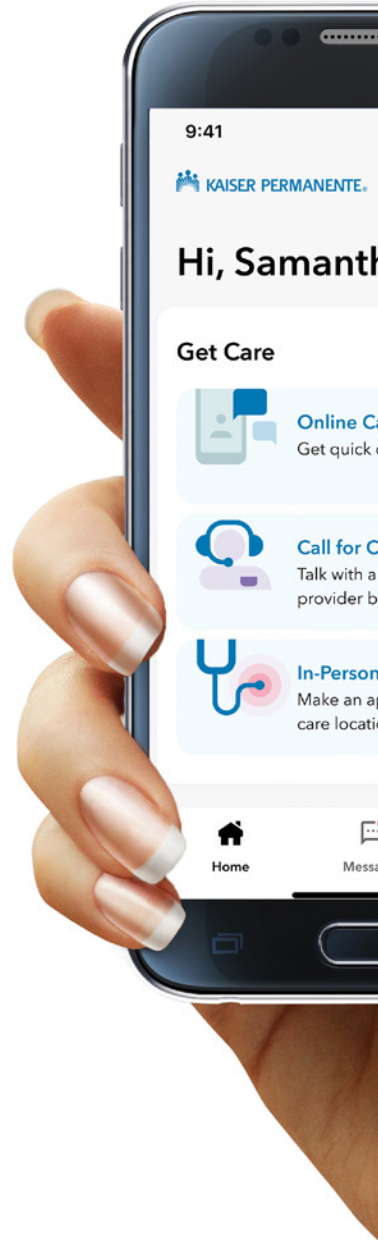 9:41
KAISER PERMANENTE®
Hi, Samanth
Get Care
Online Ca
Get quick
Call for C
Talk with a
provider b
In-Person
Make an ap
care locatio
Home
Messa